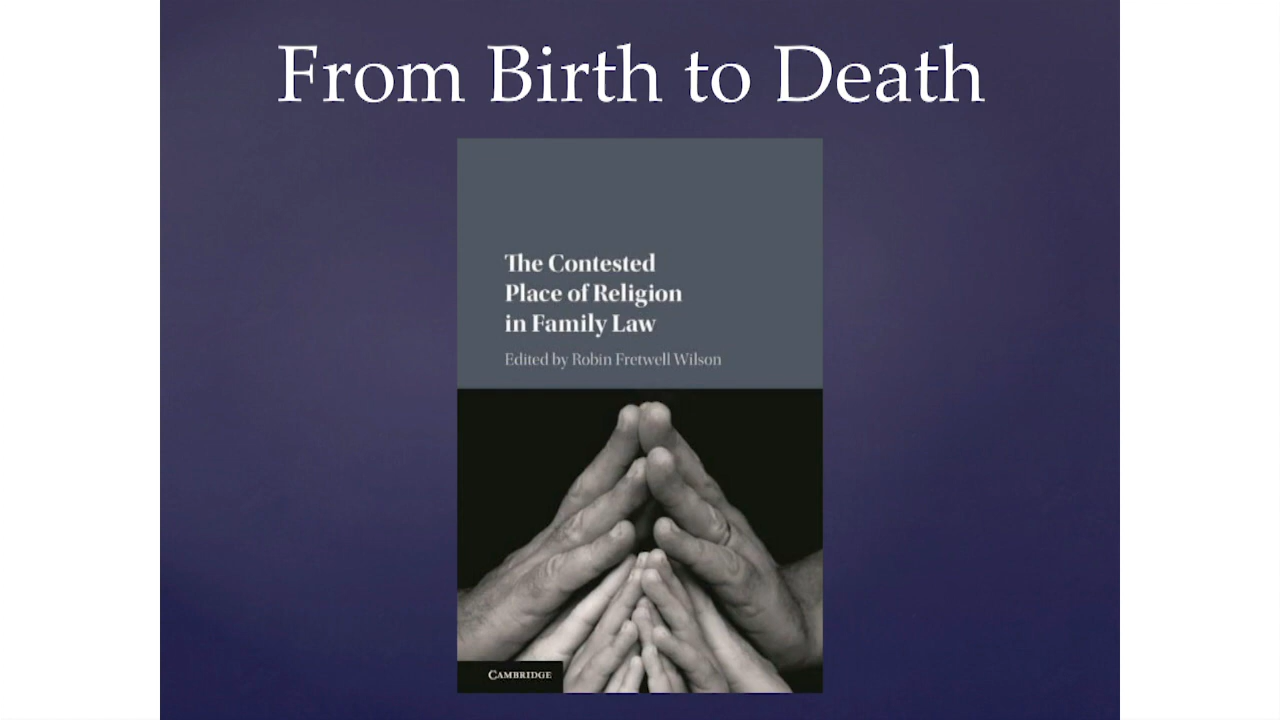 From Birth to Death
The Contested
Place of Religion
in Family Law
Edited by Robin Fretwell Wilson
CAMBRIDGE